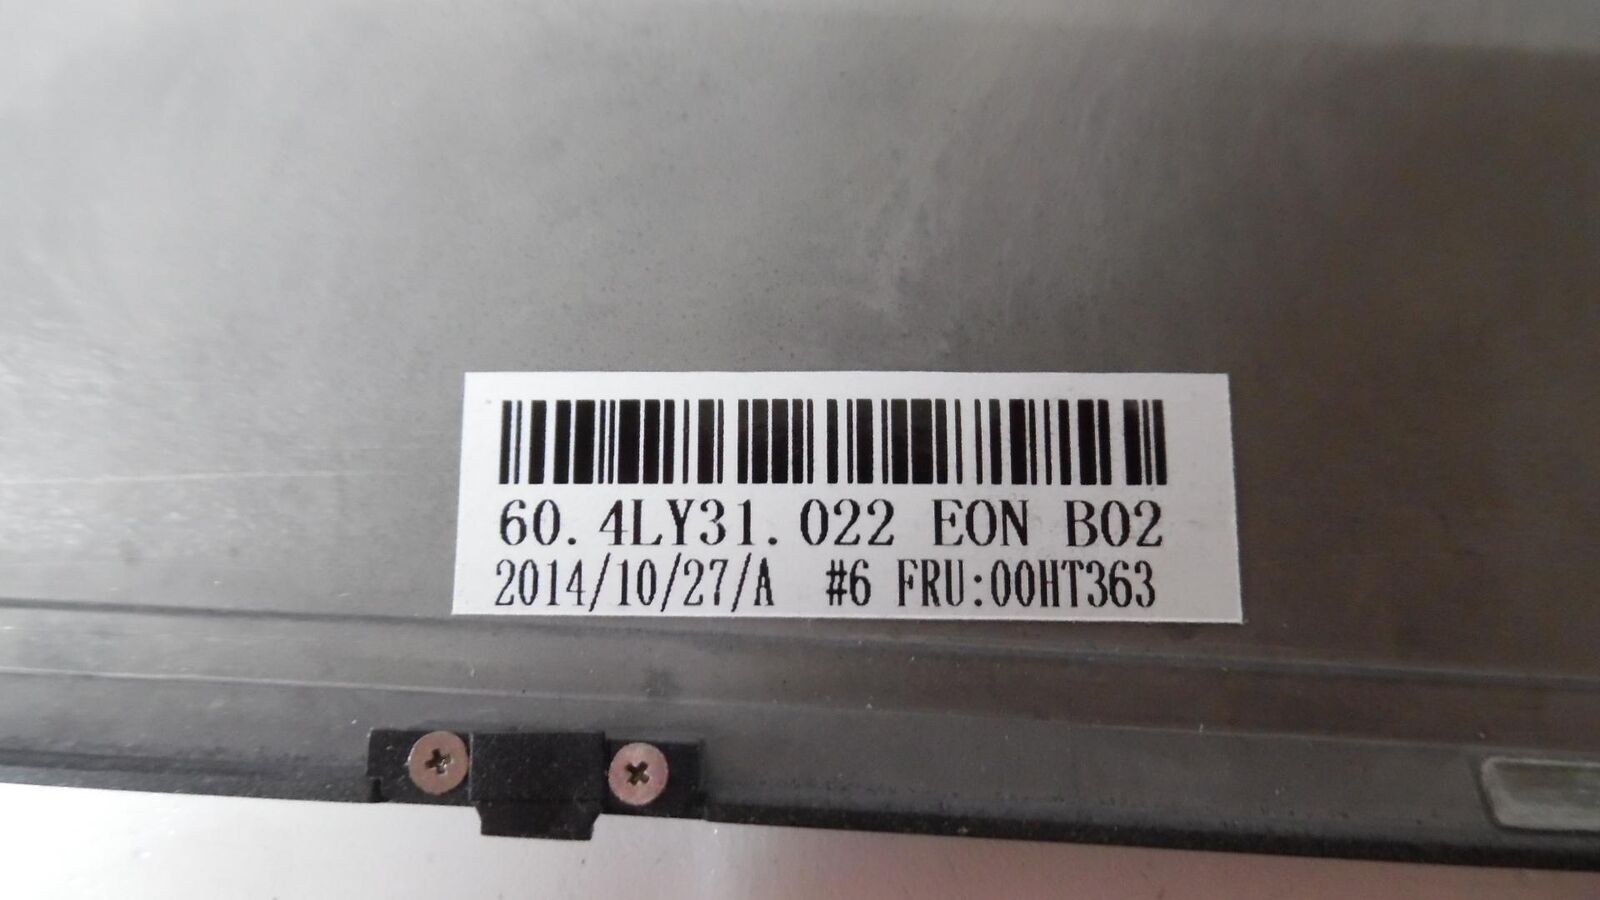 60.4LY31.022 EON B02
2014/10/27/A #6 FRU:00HT363